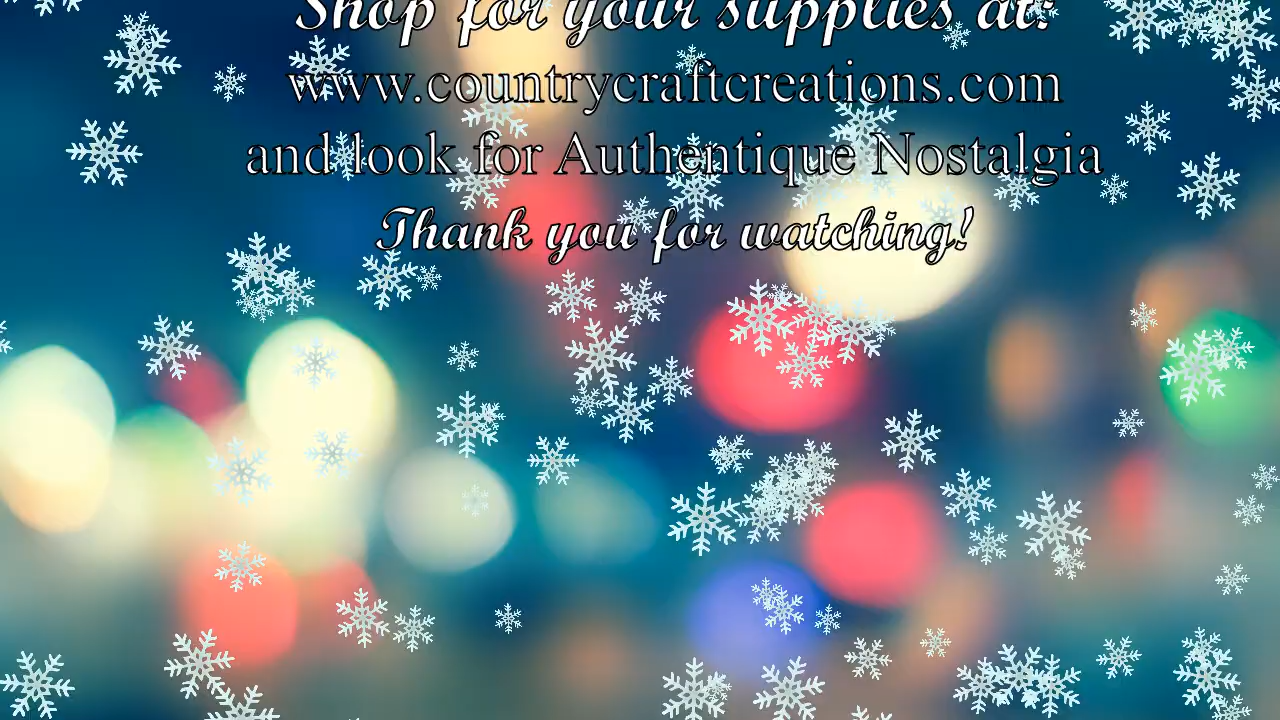 Shop for your supplies at:
www.countrycraftcreations.com
and look for Authentique Nostalgia
Thank you for watching!